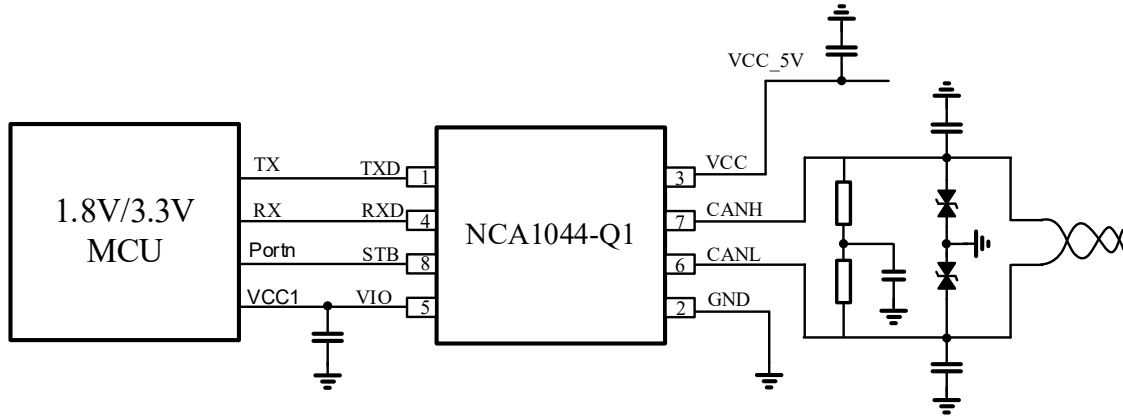 VCC_5V
1.8V/3.3V
MCU
TX TXD 1
RX RXD 4
Portn STB 8
VCC1 VIO 5
NCA1044-Q1
3 VCC
7 CANH
6 CANL
2 GND